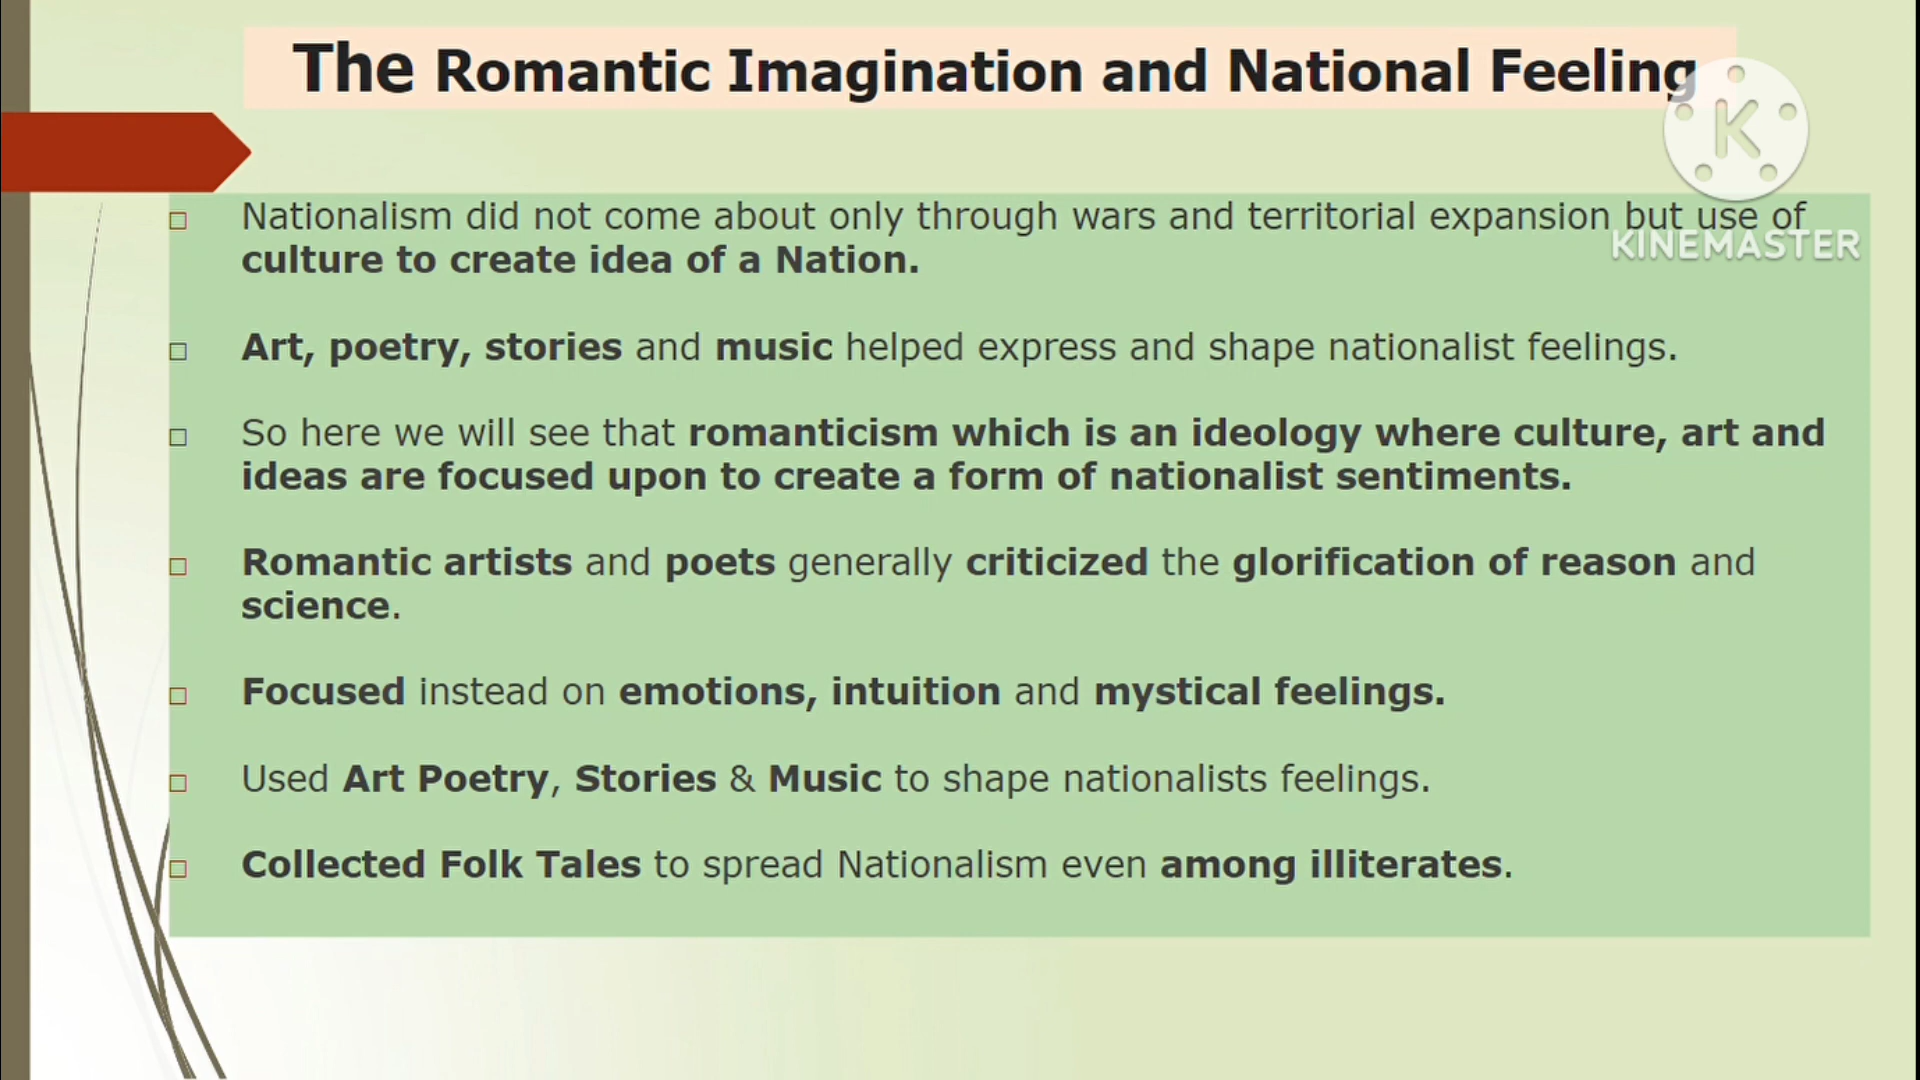 The Romantic Imagination and National Feeling
K
KINEMASTER
Nationalism did not come about only through wars and territorial expansion but use of
culture to create idea of a Nation.
Art, poetry, stories and music helped express and shape nationalist feelings.
So here we will see that romanticism which is an ideology where culture, art and
ideas are focused upon to create a form of nationalist sentiments.
Romantic artists and poets generally criticized the glorification of reason and
science.
Focused instead on emotions, intuition and mystical feelings.
Used Art Poetry, Stories & Music to shape nationalists feelings.
Collected Folk Tales to spread Nationalism even among illiterates.